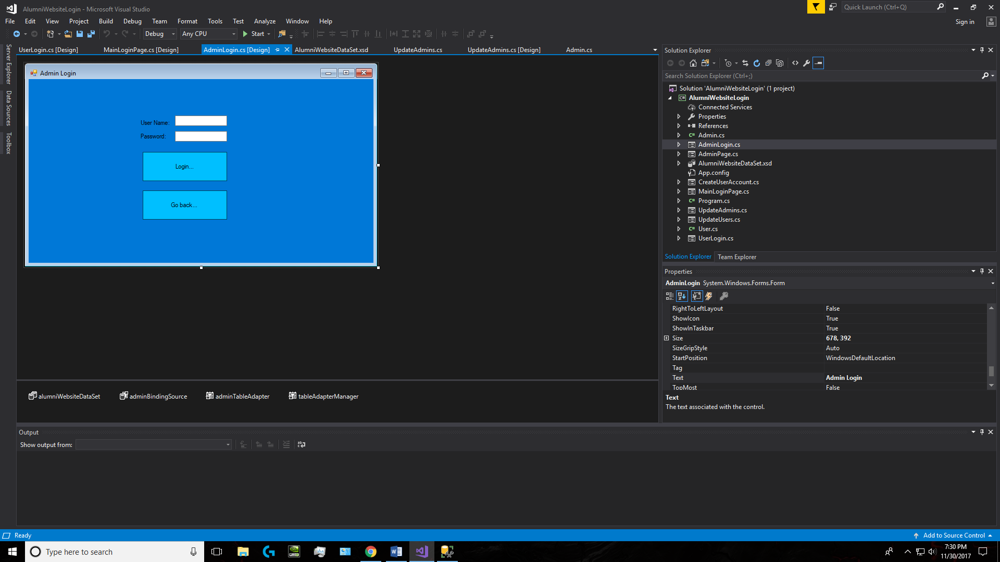 AlumniWebsiteLogin - Microsoft Visual Studio
Quick Launch (Ctrl+Q)
File Edit View Project Build Debug Team Format Tools Test Analyze Window Help
Sign in
Debug Any CPU Start
UserLogin.cs [Design] MainLoginPage.cs [Design] AdminLogin.cs [Design] AlumniWebsiteDataSet.xsd UpdateAdmins.cs UpdateAdmins.cs [Design] Admin.cs
Server Explorer
Data Sources
Toolbox
Admin Login
User Name:
Password:
Login...
Go back...
alumniWebsiteDataSet adminBindingSource adminTableAdapter tableAdapterManager
Output
Show output from:
Solution Explorer
Search Solution Explorer (Ctrl+;)
Solution 'AlumniWebsiteLogin' (1 project)
C# AlumniWebsiteLogin
Connected Services
Properties
References
C# Admin.cs
AdminLogin.cs
AdminPage.cs
AlumniWebsiteDataSet.xsd
App.config
CreateUserAccount.cs
MainLoginPage.cs
C# Program.cs
UpdateAdmins.cs
UpdateUsers.cs
C# User.cs
UserLogin.cs
Solution Explorer Team Explorer
Properties
AdminLogin System.Windows.Forms.Form
RightToLeftLayout False
ShowIcon True
ShowInTaskbar True
Size 678, 392
SizeGripStyle Auto
StartPosition WindowsDefaultLocation
Tag
Text Admin Login
TopMost False
Text
The text associated with the control.
Ready
Add to Source Control
Type here to search
7:30 PM
11/30/2017